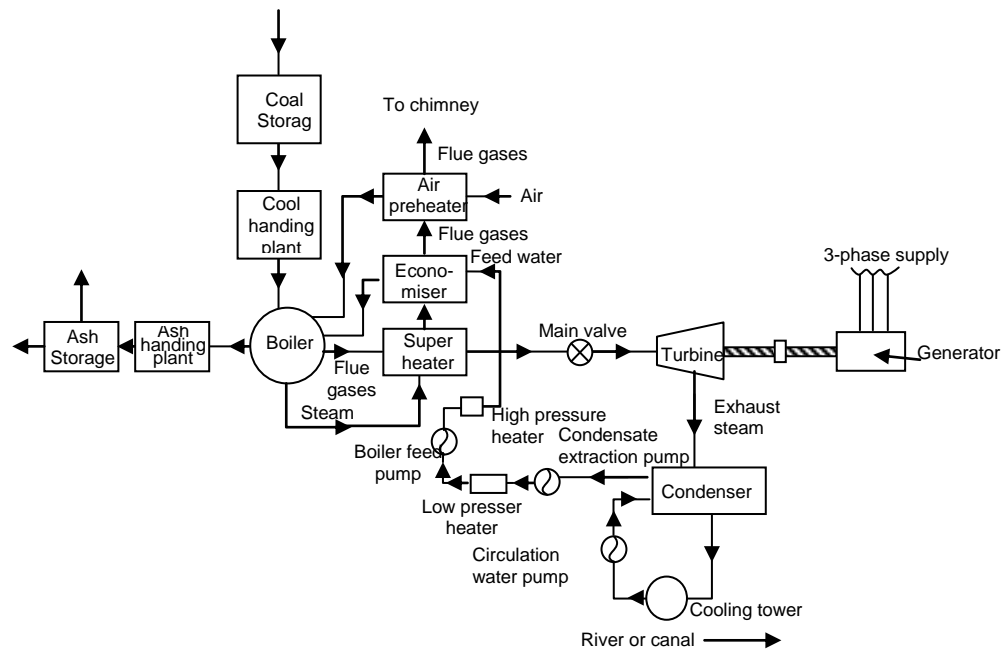 Coal
Storag
To chimney
Flue gases
Cool
handing
plant
Air
preheater
Air
Flue gases
Feed water
3-phase supply
Econo-
miser
Ash
Storage
Ash
handing
plant
Boiler
Super
heater
Main valve
Turbine
Generator
Flue
gases
Steam
Exhaust
steam
High pressure
heater
Condensate
extraction pump
Boiler feed
pump
Condenser
Low presser
heater
Circulation
water pump
Cooling tower
River or canal